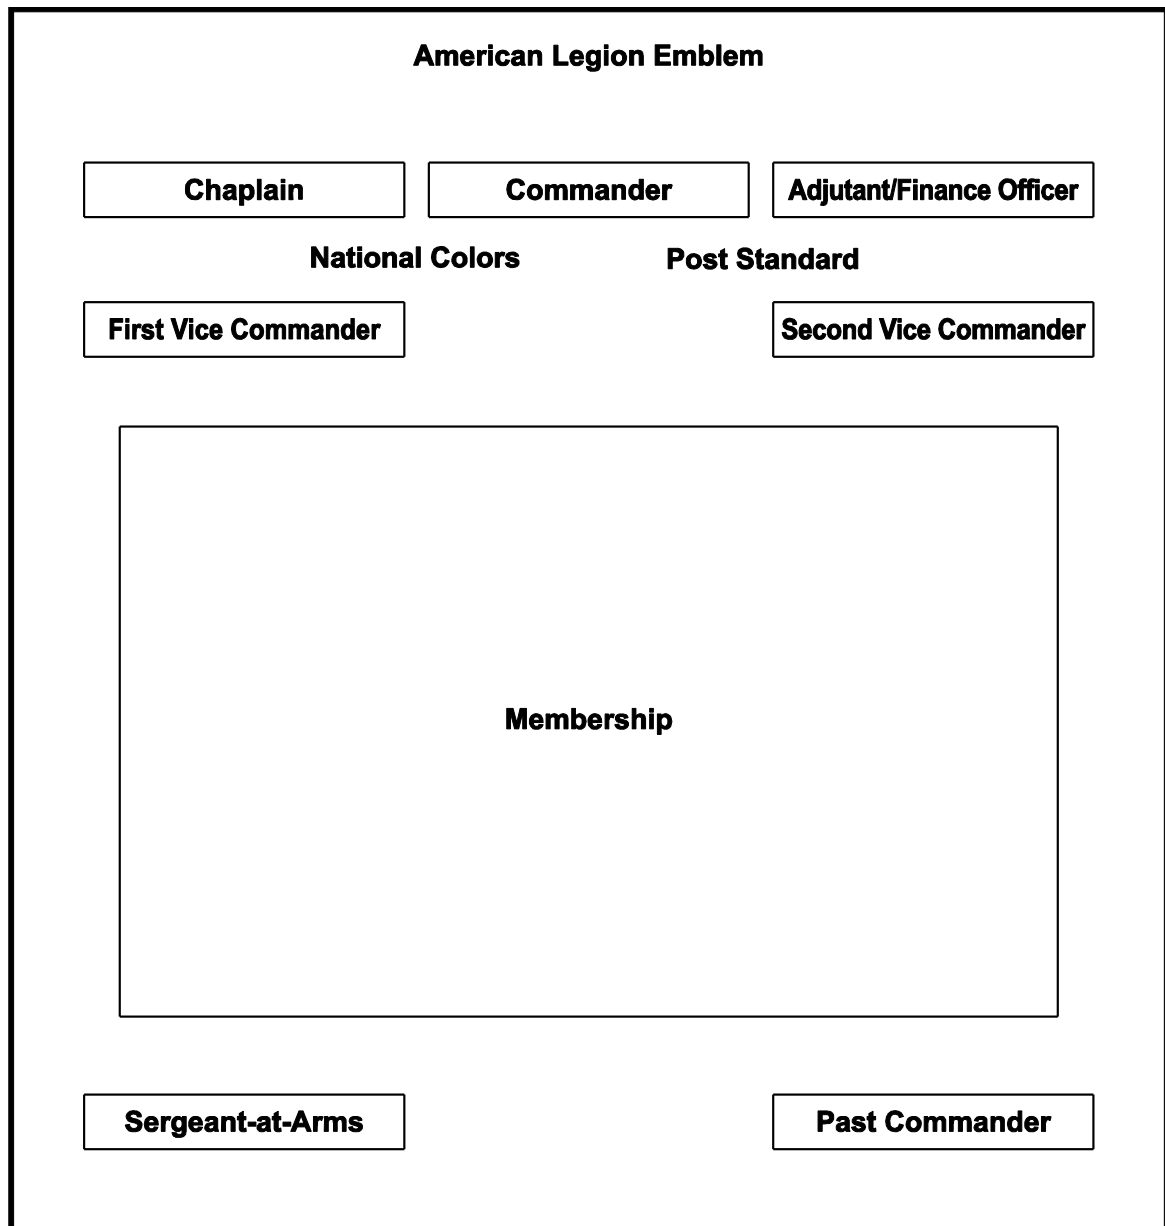 American Legion Emblem
Chaplain
Commander
Adjutant/Finance Officer
National Colors
Post Standard
First Vice Commander
Second Vice Commander
Membership
Sergeant-at-Arms
Past Commander